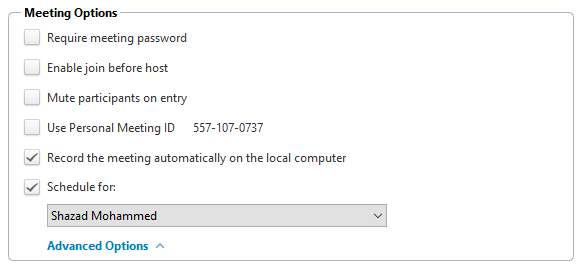 Meeting Options
Require meeting password
Enable join before host
Mute participants on entry
Use Personal Meeting ID 557-107-0737
Record the meeting automatically on the local computer
Schedule for:
Shazad Mohammed
Advanced Options